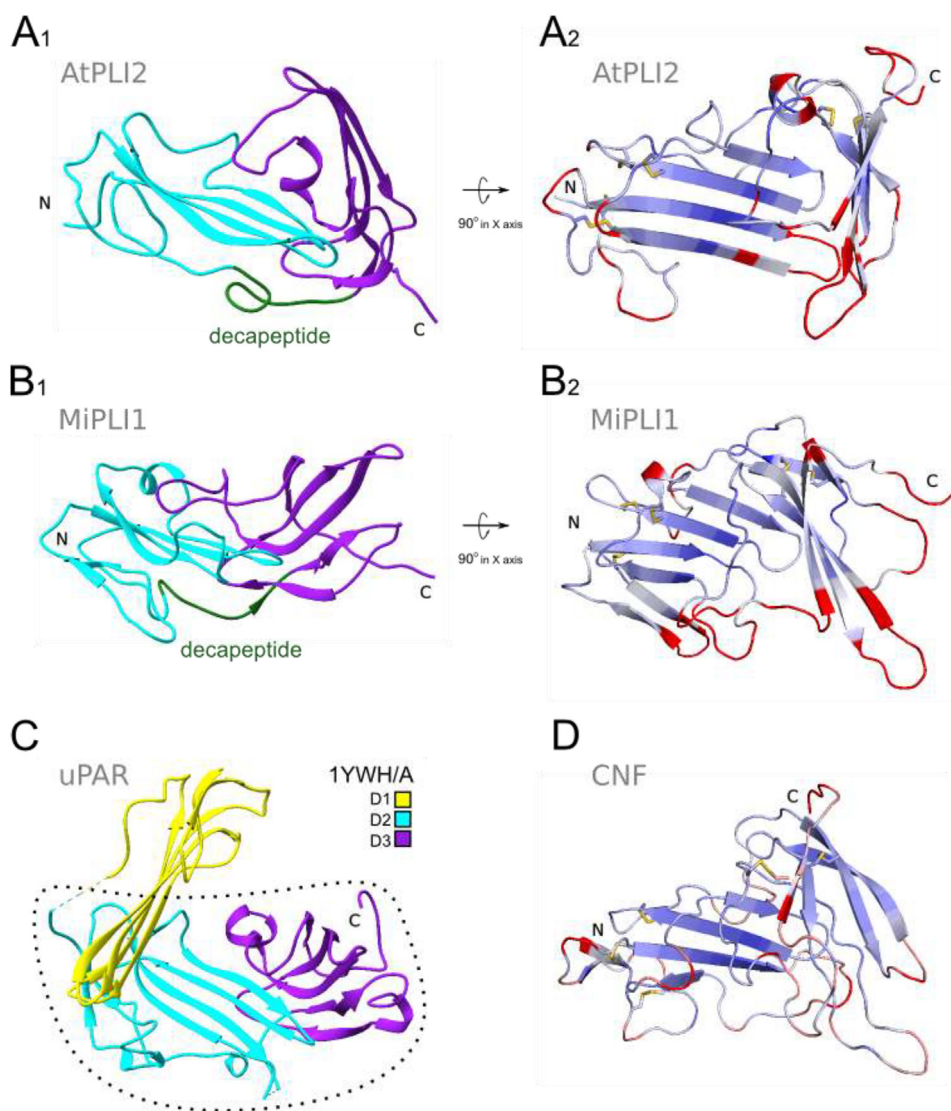 A1
AtPLI2
N
decapeptide
C
90° in X axis
A2
AtPLI2
C
N
B1
MiPLI1
N
C
decapeptide
90° in X axis
B2
MiPLI1
N
C
C
uPAR
1YWH/A
D1
D2
D3
C
D
CNF
C
N